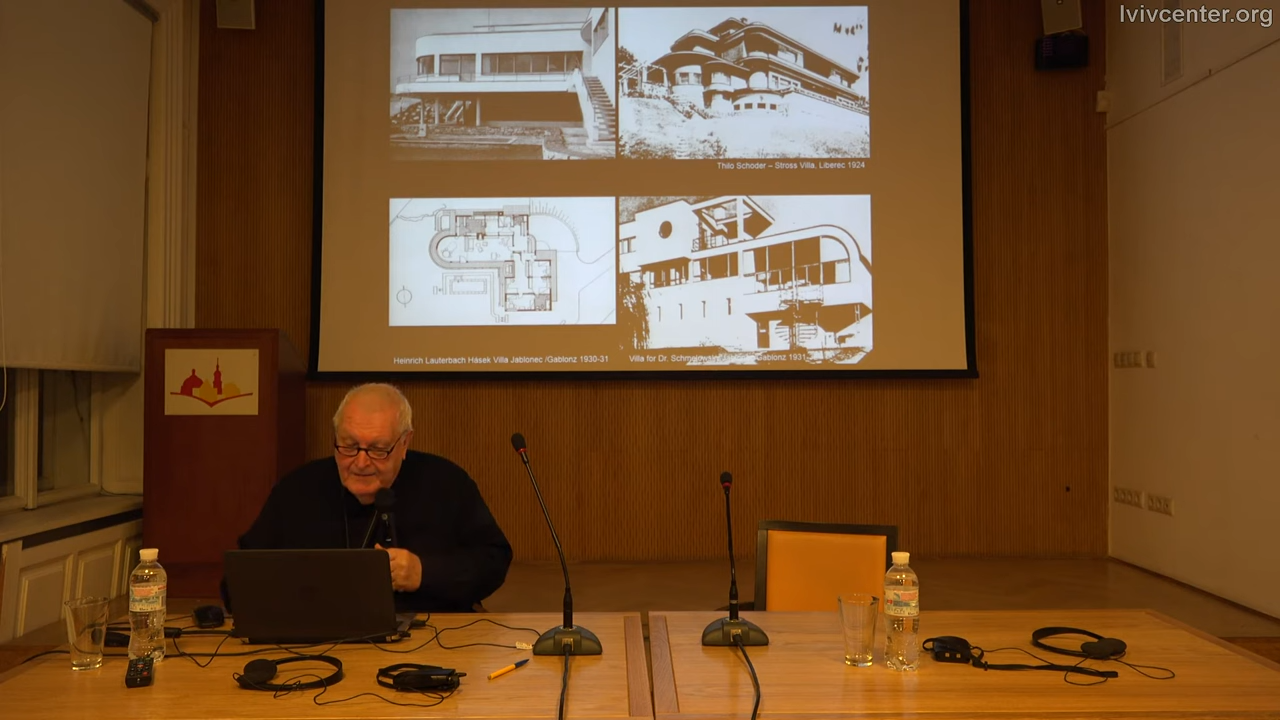 lvivcenter.org
Thilo Schoder – Stross Villa. Liberec 1924
Heinrich Lauterbach Hásek Villa Jablonec /Gablonz 1930-31
Villa for Dr. Schmelowsky Gablonz 1931-